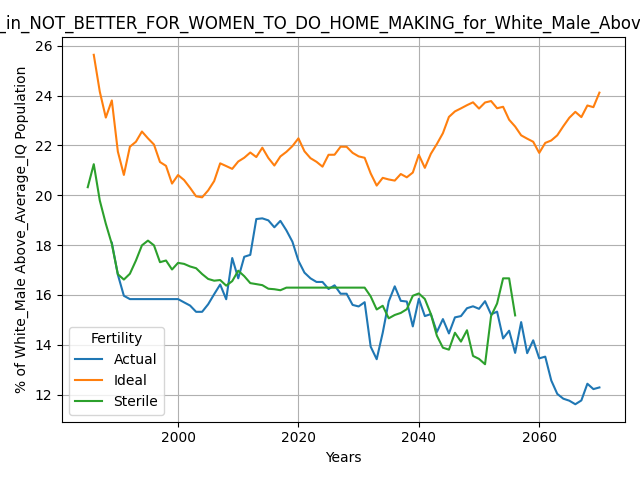 _in_NOT_BETTER_FOR_WOMEN_TO_DO_HOME_MAKING_for_White_Male_Abov
% of White_Male Above_Average_IQ Population
26
24
22
20
18
16
14
12
Fertility
Actual
Ideal
Sterile
2000 2020 2040 2060
Years